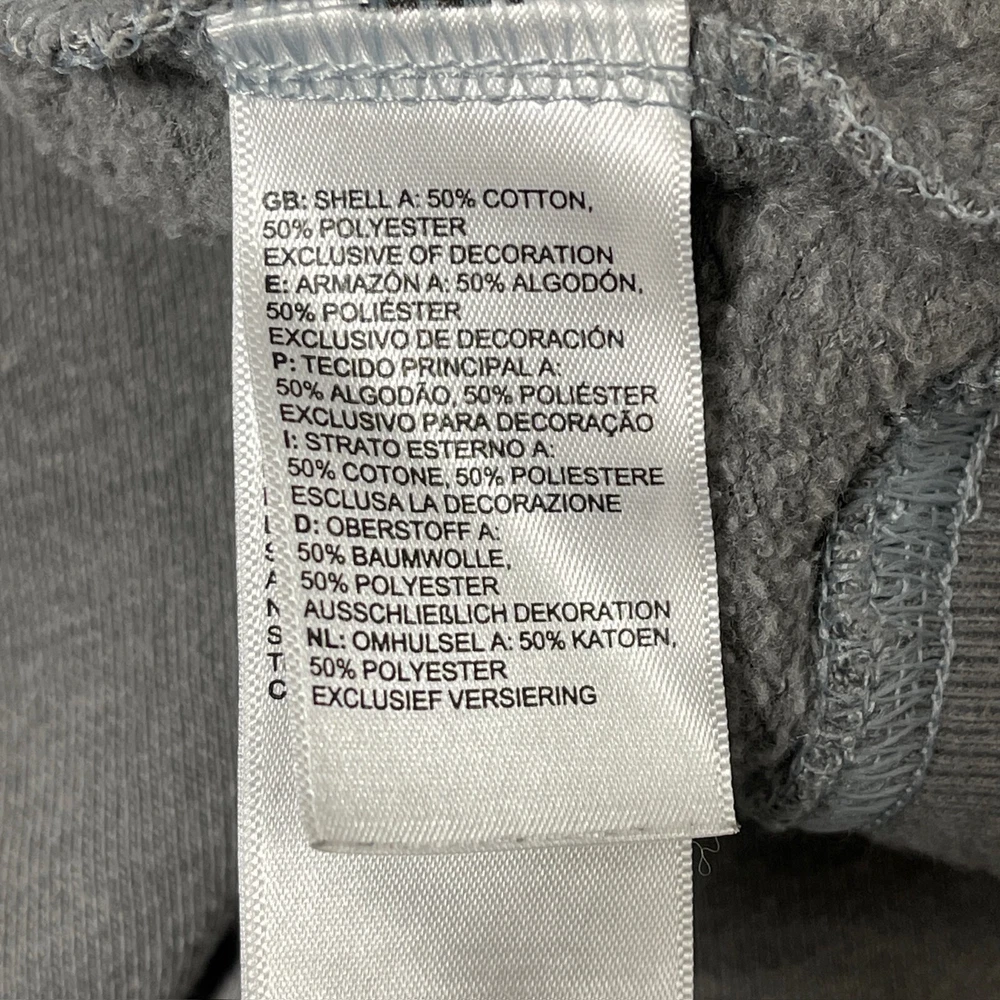 GB: SHELL A: 50% COTTON,
50% POLYESTER
EXCLUSIVE OF DECORATION
E: ARMAZÓN A: 50% ALGODÓN,
50% POLIÉSTER
EXCLUSIVO DE DECORACIÓN
P: TECIDO PRINCIPAL A:
50% ALGODÃO, 50% POLIÉSTER
EXCLUSIVO PARA DECORAÇÃO
I: STRATO ESTERNO A:
50% COTONE, 50% POLIESTERE
ESCLUSA LA DECORAZIONE
D: OBERSTOFF A:
50% BAUMWOLLE,
50% POLYESTER
AUSSCHLIEßLICH DEKORATION
NL: OMHULSEL A: 50% KATOEN,
50% POLYESTER
EXCLUSIEF VERSIERING